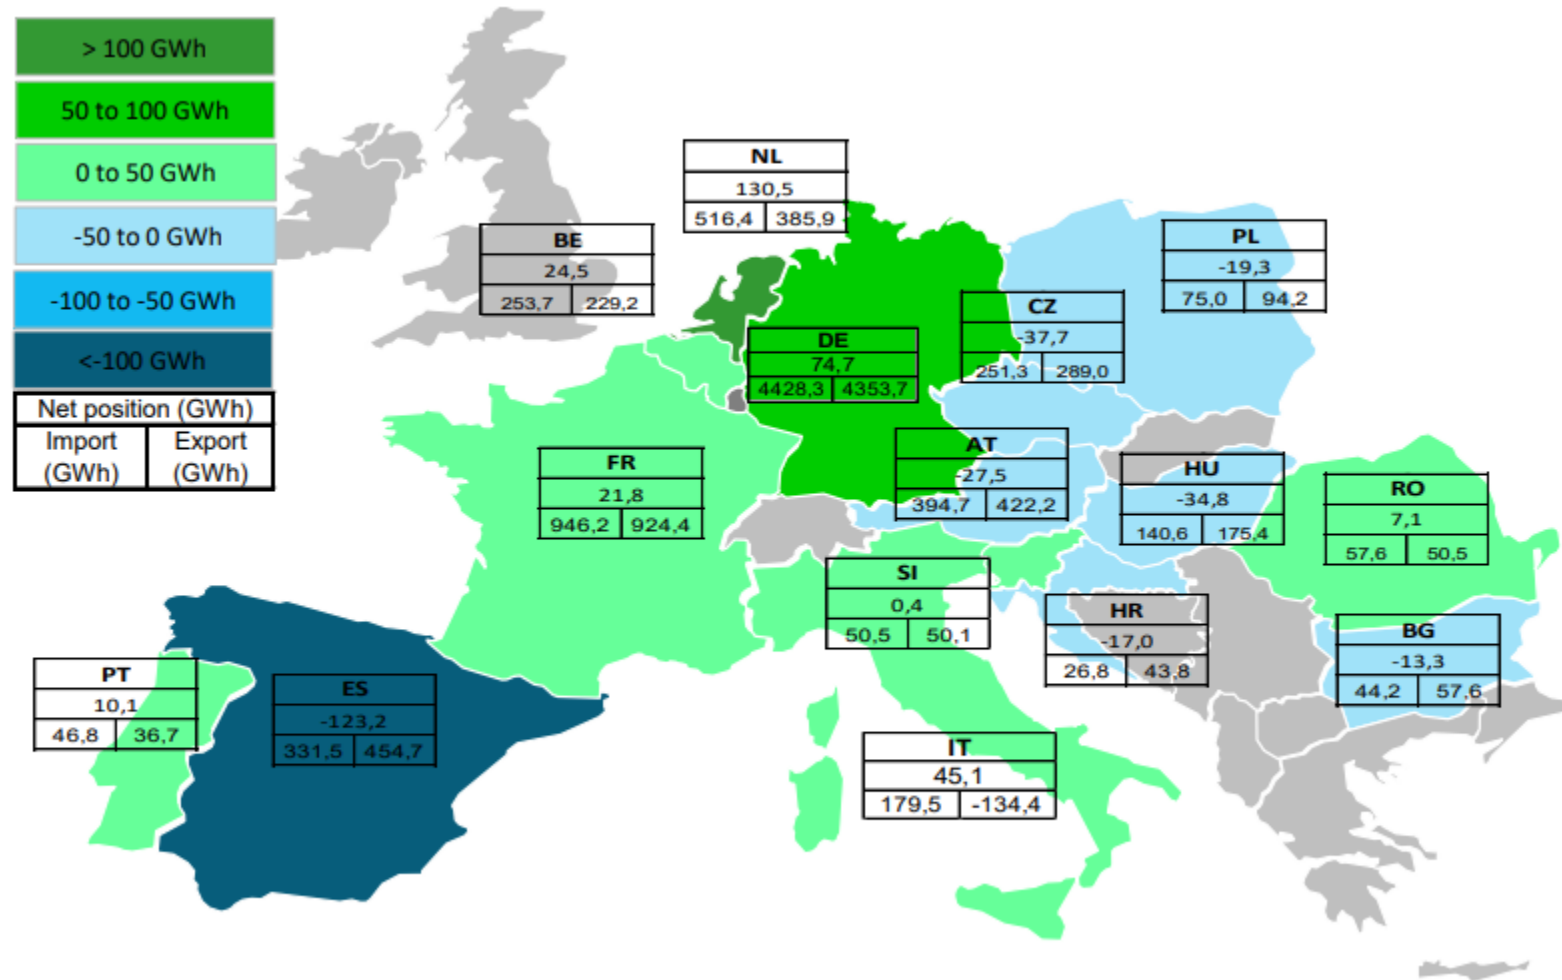 > 100 GWh
50 to 100 GWh
0 to 50 GWh
-50 to 0 GWh
-100 to -50 GWh
<-100 GWh
Net position (GWh)
Import (GWh) Export (GWh)
NL
130,5
516,4 385,9
BE
24,5
253,7 229,2
PL
-19,3
75,0 94,2
CZ
-37,7
251,3 289,0
DE
74,7
4428,3 4353,7
AT
-27,5
394,7 422,2
FR
21,8
946,2 924,4
HU
-34,8
140,6 175,4
RO
7,1
57,6 50,5
SI
0,4
50,5 50,1
HR
-17,0
26,8 43,8
BG
-13,3
44,2 57,6
PT
10,1
46,8 36,7
ES
-123,2
331,5 454,7
IT
45,1
179,5 -134,4